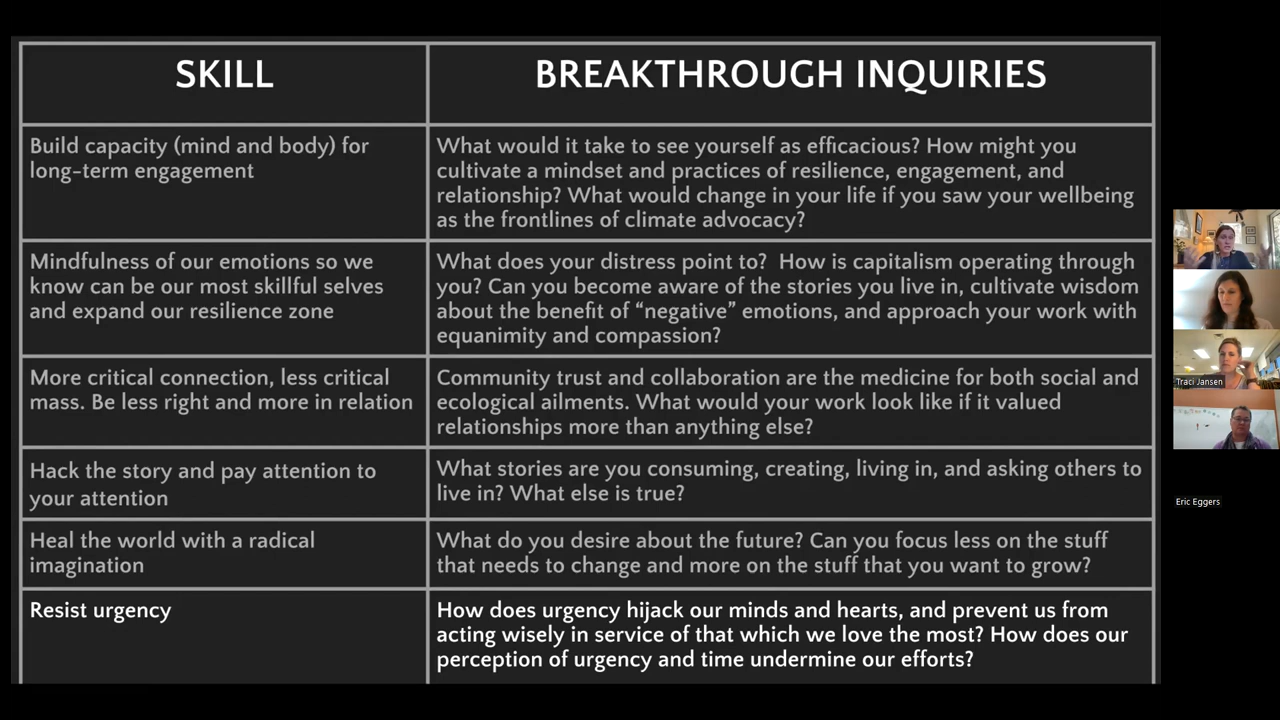 SKILL
BREAKTHROUGH INQUIRIES
Build capacity (mind and body) for
long-term engagement
What would it take to see yourself as efficacious? How might you
cultivate a mindset and practices of resilience, engagement, and
relationship? What would change in your life if you saw your wellbeing
as the frontlines of climate advocacy?
Mindfulness of our emotions so we
know can be our most skillful selves
and expand our resilience zone
What does your distress point to? How is capitalism operating through
you? Can you become aware of the stories you live in, cultivate wisdom
about the benefit of “negative” emotions, and approach your work with
equanimity and compassion?
More critical connection, less critical
mass. Be less right and more in relation
Community trust and collaboration are the medicine for both social and
ecological ailments. What would your work look like if it valued
relationships more than anything else?
Hack the story and pay attention to
your attention
What stories are you consuming, creating, living in, and asking others to
live in? What else is true?
Heal the world with a radical
imagination
What do you desire about the future? Can you focus less on the stuff
that needs to change and more on the stuff that you want to grow?
Resist urgency
How does urgency hijack our minds and hearts, and prevent us from
acting wisely in service of that which we love the most? How does our
perception of urgency and time undermine our efforts?
Traci Jansen
Eric Eggers